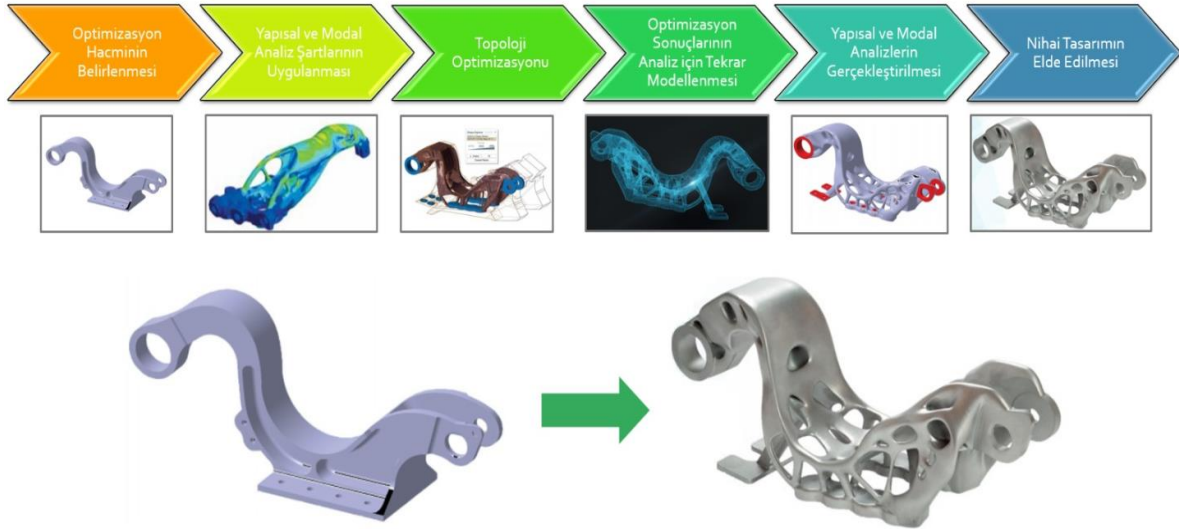 Optimizasyon
Hacminin
Belirlenmesi
Yapısal ve Modal
Analiz Şartlarının
Uygulanması
Topoloji
Optimizasyonu
Optimizasyon
Sonuçlarının
Analiz için Tekrar
Modellenmesi
Yapısal ve Modal
Analizlerin
Gerçekleştirilmesi
Nihai Tasarımın
Elde Edilmesi